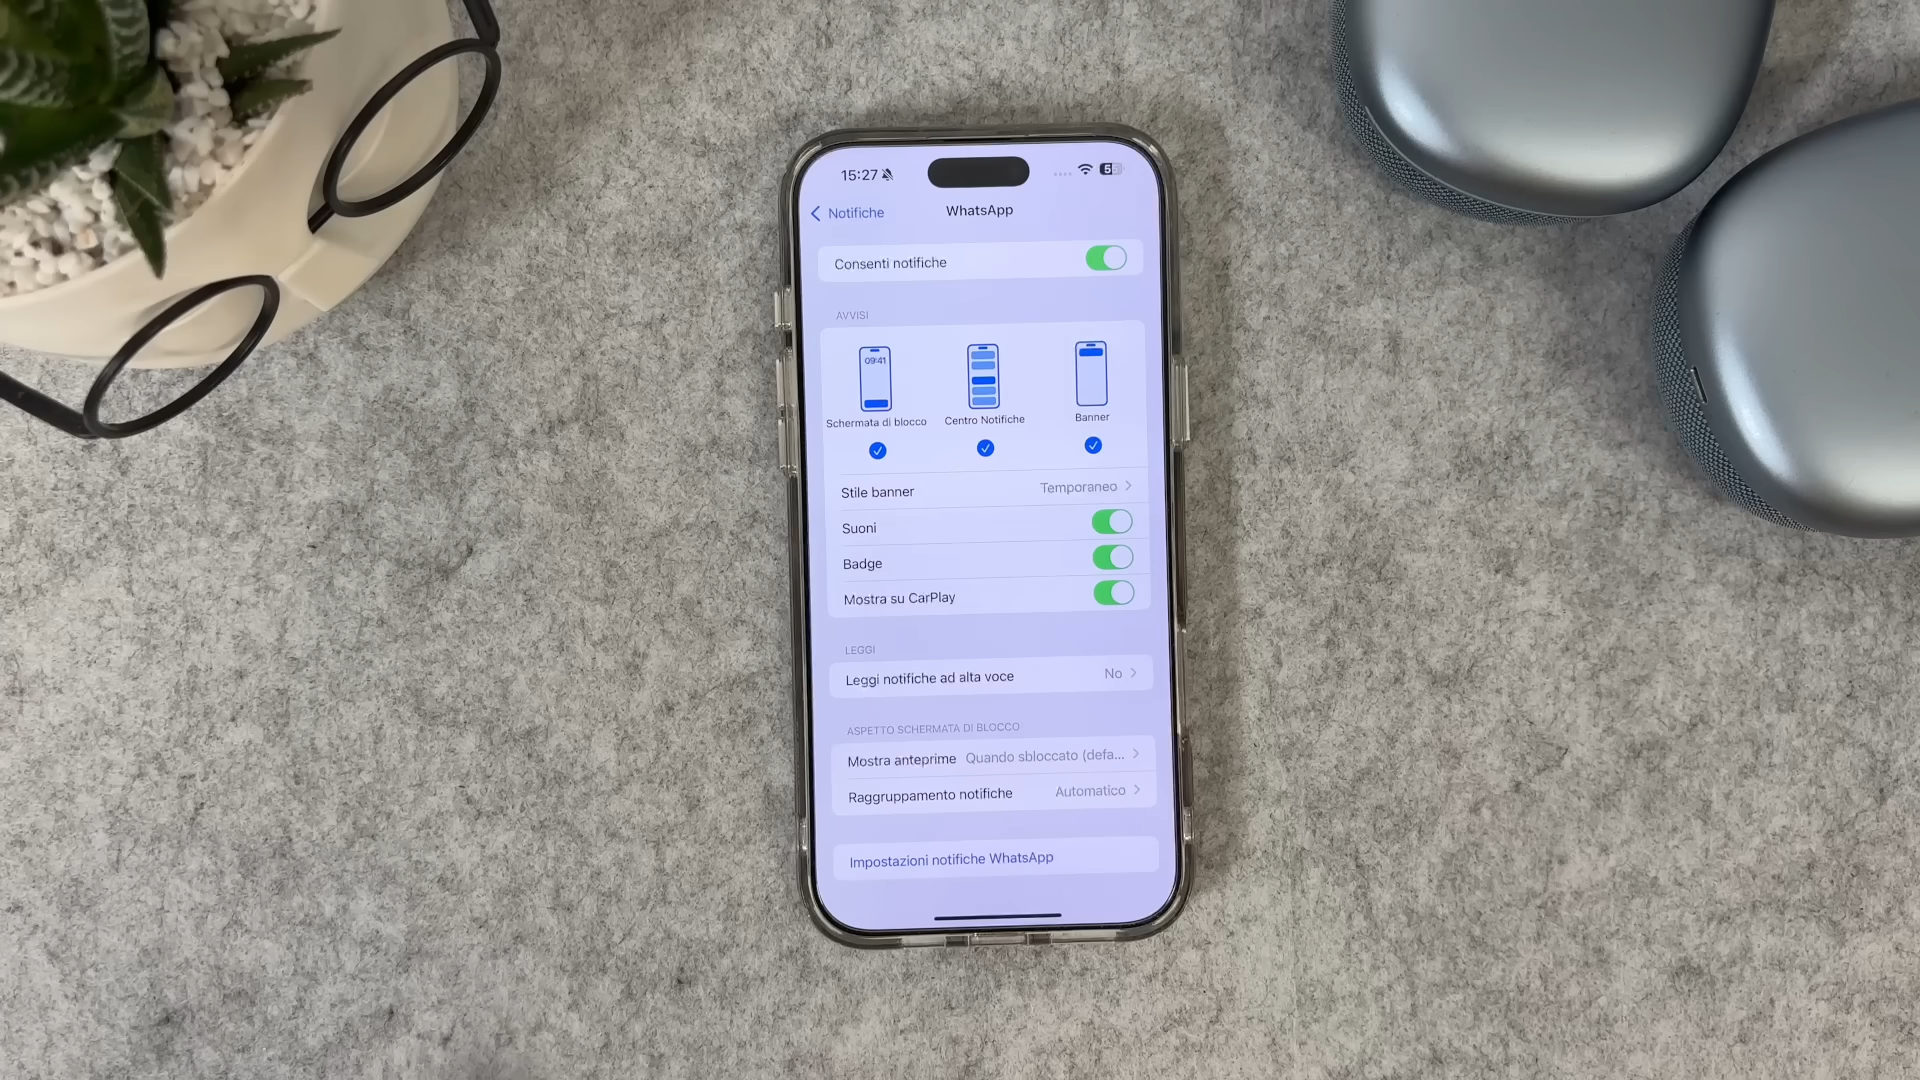 15:27
Notifiche WhatsApp
Consenti notifiche
AVVISI
09:41
Schermata di blocco Centro Notifiche Banner
Stile banner Temporaneo
Suoni
Badge
Mostra su CarPlay
LEGGI
Leggi notifiche ad alta voce No
ASPETTO SCHERMATA DI BLOCCO
Mostra anteprime Quando sbloccato (defa...
Raggruppamento notifiche Automatico
Impostazioni notifiche WhatsApp